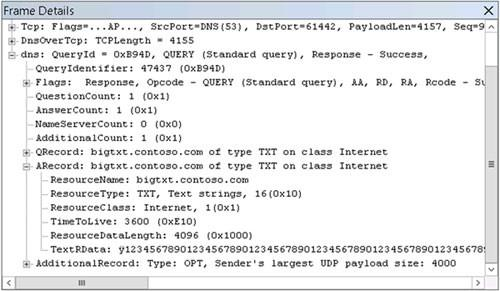 Frame Details
Tcp: Flags=...AP..., SrcPort=DNS(53), DstPort=61442, PayloadLen=4157, Seq=9
DnsOverTcp: TCPLength = 4155
dns: QueryId = 0xB94D, QUERY (Standard query), Response - Success,
QueryIdentifier: 47437 (0xB94D)
Flags:  Response, Opcode - QUERY (Standard query), AA, RD, RA, Rcode - Su
QuestionCount: 1 (0x1)
AnswerCount: 1 (0x1)
NameServerCount: 0 (0x0)
AdditionalCount: 1 (0x1)
QRecord: bigtxt.contoso.com of type TXT on class Internet
ARecord: bigtxt.contoso.com of type TXT on class Internet
ResourceName: bigtxt.contoso.com
ResourceType: TXT, Text strings, 16(0x10)
ResourceClass: Internet, 1(0x1)
TimeToLive: 3600 (0xE10)
ResourceDataLength: 4096 (0x1000)
TextRData: ÿ1234567890123456789012345678901234567890123456789
AdditionalRecord: Type: OPT, Sender's largest UDP payload size: 4000